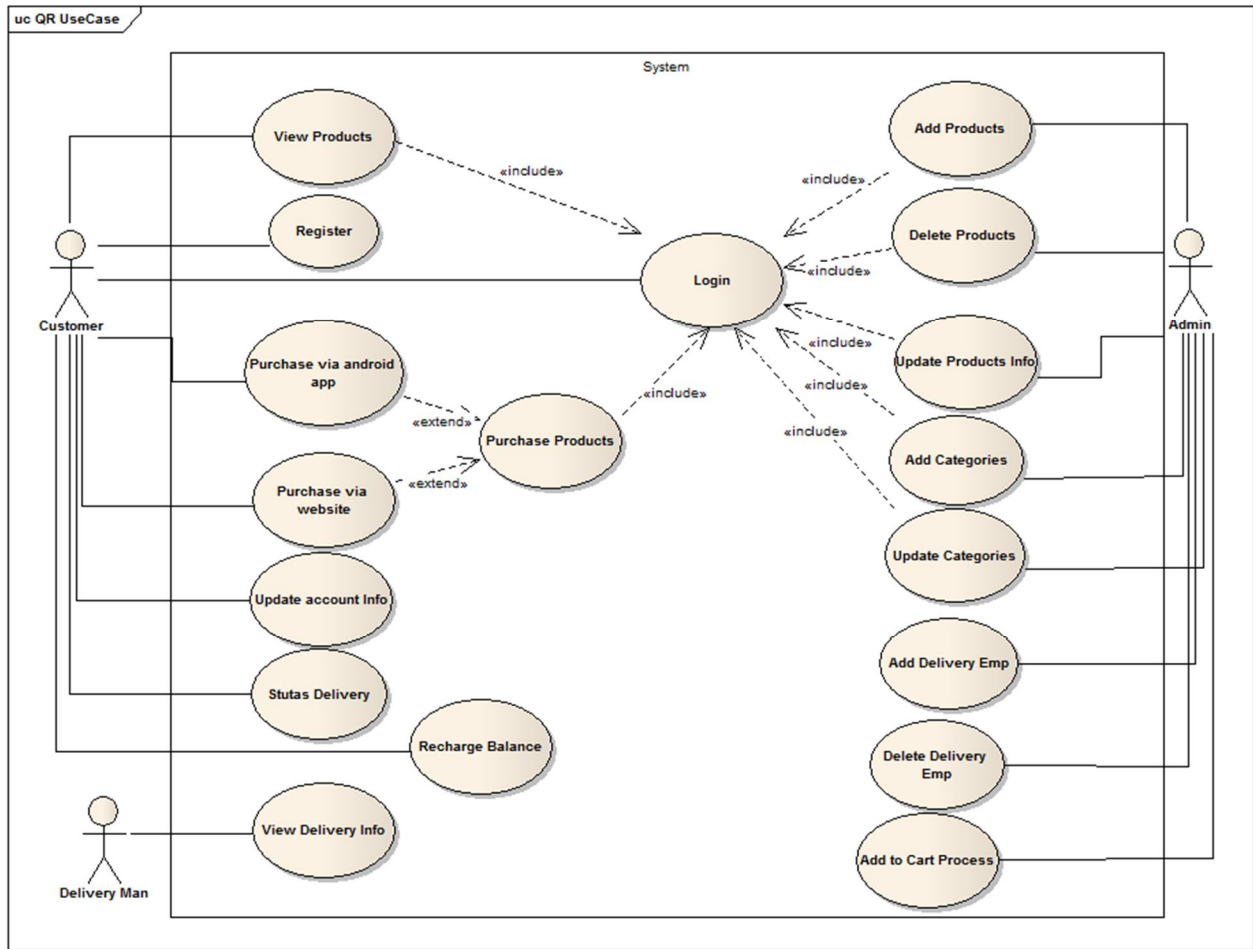 uc QR UseCase
System
View Products
Add Products
«include»
«include»
Register
Delete Products
«include»
Login
Customer
Admin
Purchase via android
app
«include»
Update Products Info
«include»
«include»
«extend»
Purchase Products
«include»
«extend»
Add Categories
Purchase via
website
Update Categories
Update account Info
Add Delivery Emp
Stutas Delivery
Recharge Balance
Delete Delivery
Emp
View Delivery Info
Add to Cart Process
Delivery Man